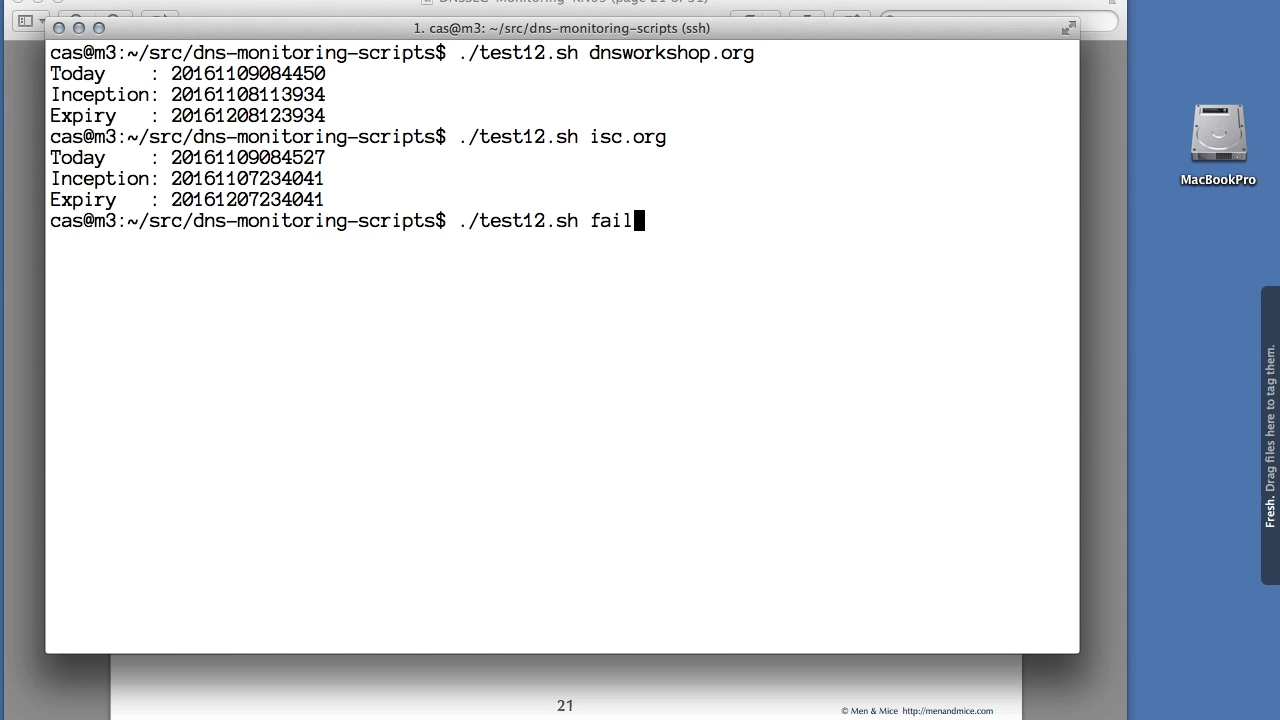 1. cas@m3: ~/src/dns-monitoring-scripts (ssh)
cas@m3:~/src/dns-monitoring-scripts$ ./test12.sh dnsworkshop.org
Today    : 20161109084450
Inception: 20161108113934
Expiry   : 20161208123934
cas@m3:~/src/dns-monitoring-scripts$ ./test12.sh isc.org
Today    : 20161109084527
Inception: 20161107234041
Expiry   : 20161207234041
cas@m3:~/src/dns-monitoring-scripts$ ./test12.sh fail
MacBookPro
Fresh. Drag files here to tag them.
21
© Men & Mice http://menandmice.com